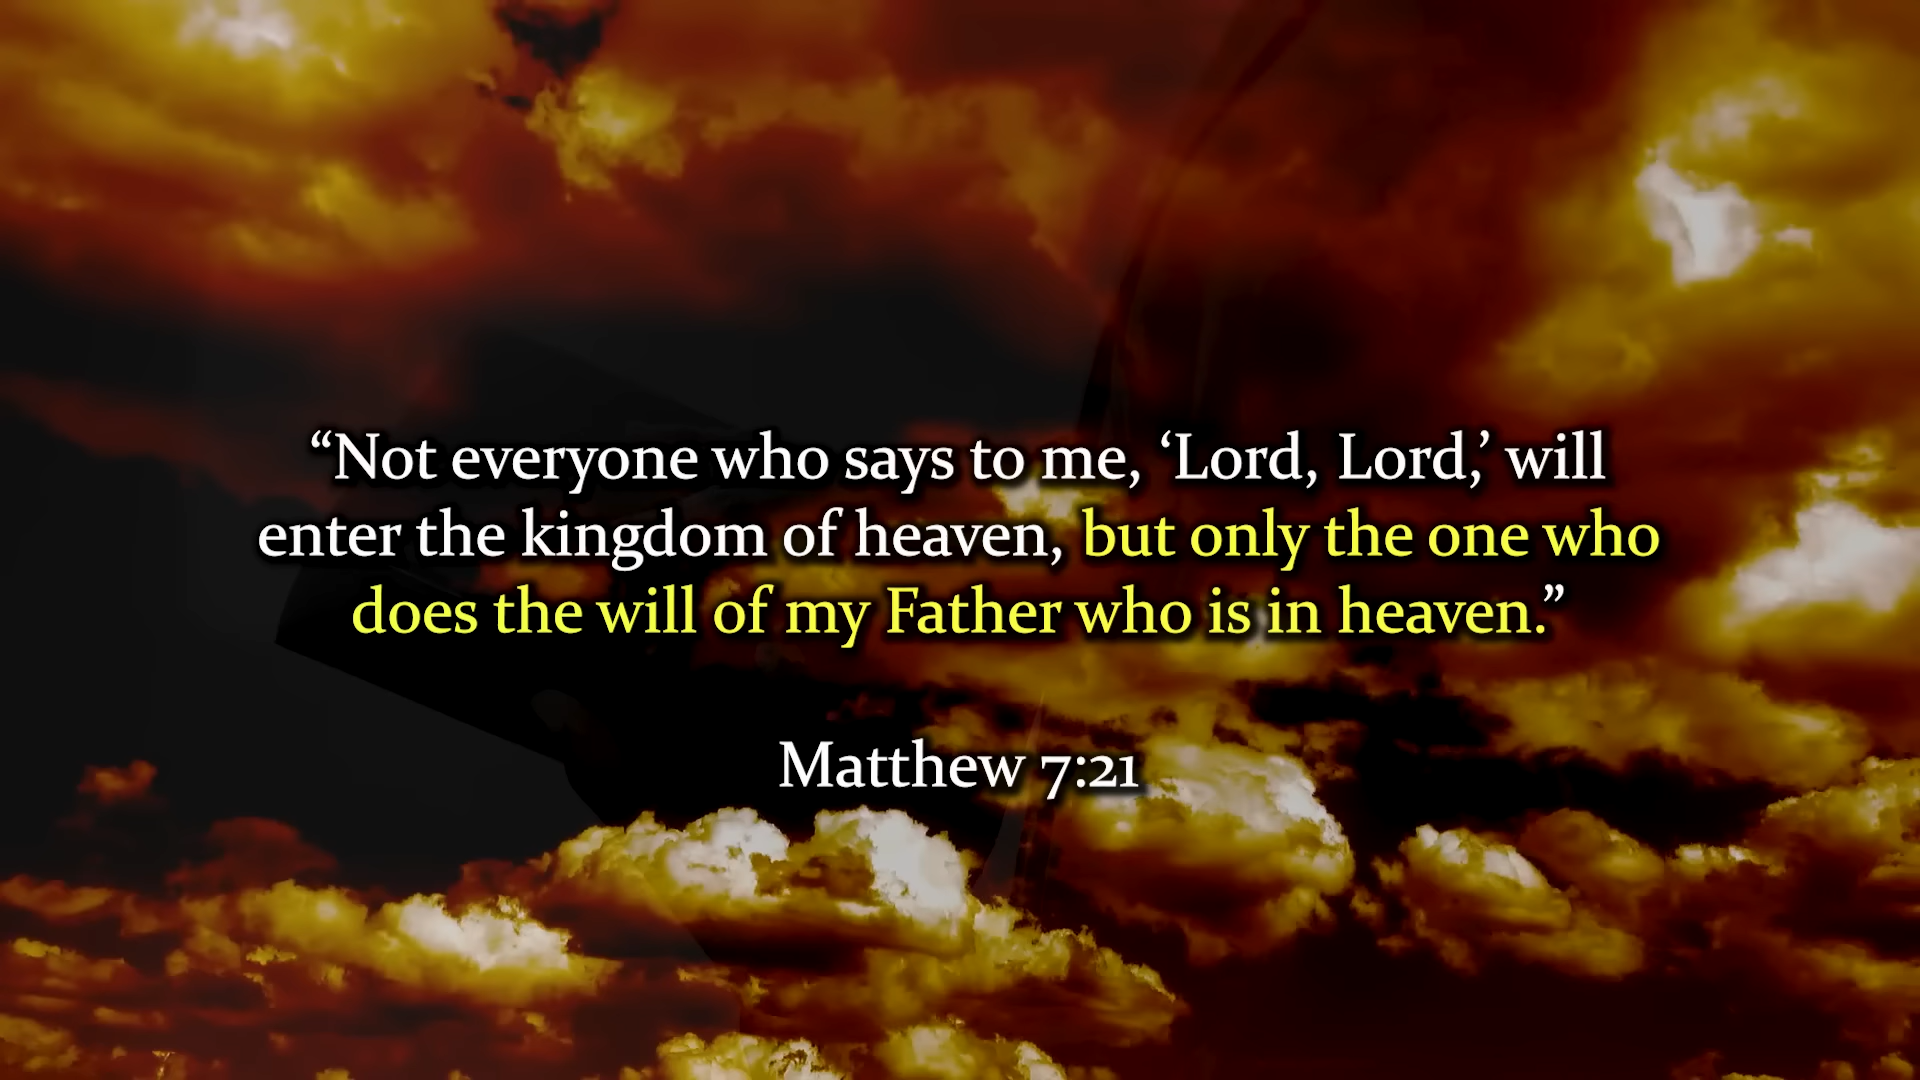 “Not everyone who says to me, ‘Lord, Lord,’ will
enter the kingdom of heaven, but only the one who
does the will of my Father who is in heaven.”
Matthew 7:21